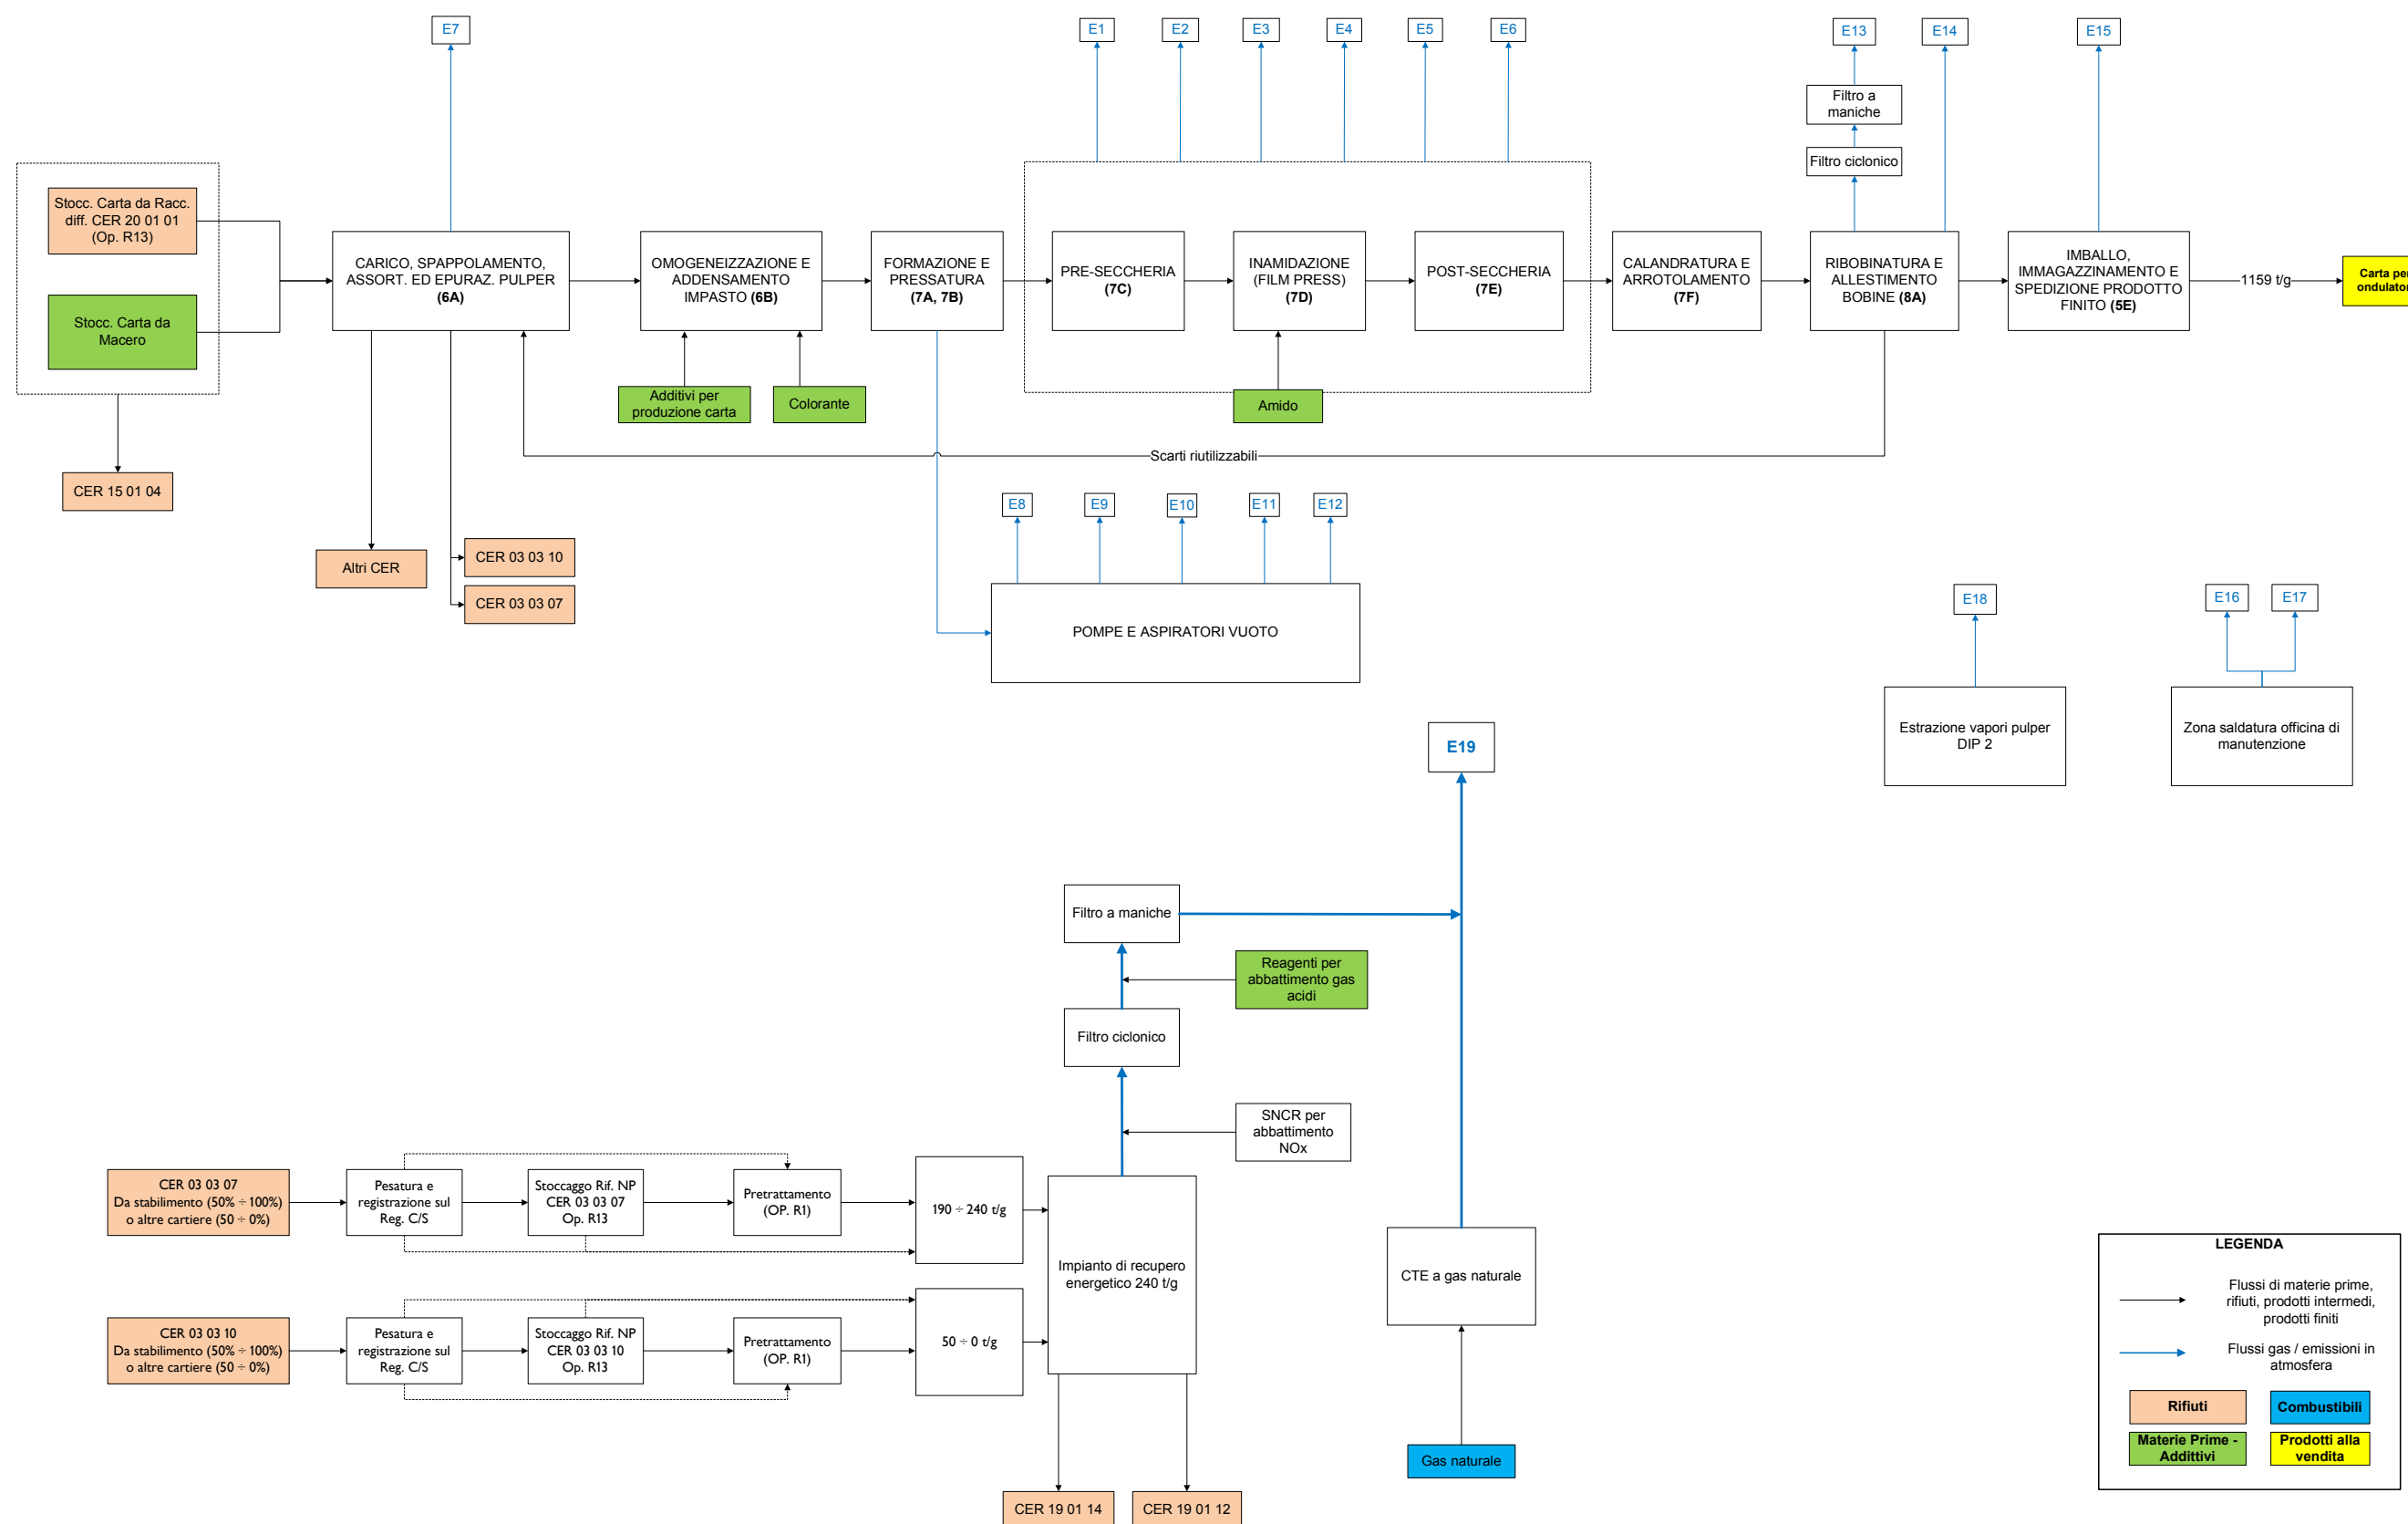 E7
E1
E2
E3
E4
E5
E6
E13
E14
E15
Filtro a
maniche
Filtro ciclonico
Stocc. Carta da Racc.
diff. CER 20 01 01
(Op. R13)
Stocc. Carta da
Macero
CARICO, SPAPPOLAMENTO,
ASSORT. ED EPURAZ. PULPER
(6A)
OMOGENEIZZAZIONE E
ADDENSAMENTO
IMPASTO (6B)
FORMAZIONE E
PRESSATURA
(7A, 7B)
PRE-SECCHERIA
(7C)
INAMIDAZIONE
(FILM PRESS)
(7D)
POST-SECCHERIA
(7E)
CALANDRATURA E
ARROTOLAMENTO
(7F)
RIBOBINATURA E
ALLESTIMENTO
BOBINE (8A)
IMBALLO,
IMMAGAZZINAMENTO E
SPEDIZIONE PRODOTTO
FINITO (5E)
1159 t/g
Carta per
ondulator
Additivi per
produzione carta
Colorante
Amido
Scarti riutilizzabili
CER 15 01 04
Altri CER
CER 03 03 10
CER 03 03 07
E8
E9
E10
E11
E12
POMPE E ASPIRATORI VUOTO
E18
E16
E17
Estrazione vapori pulper
DIP 2
Zona saldatura officina di
manutenzione
E19
Filtro a maniche
Reagenti per
abbattimento gas
acidi
Filtro ciclonico
SNCR per
abbattimento
NOx
CER 03 03 07
Da stabilimento (50% ÷ 100%)
o altre cartiere (50 ÷ 0%)
Pesatura e
registrazione sul
Reg. C/S
Stoccaggio Rif. NP
CER 03 03 07
Op. R13
Pretrattamento
(OP. R1)
190 ÷ 240 t/g
Impianto di recupero
energetico 240 t/g
CTE a gas naturale
CER 03 03 10
Da stabilimento (50% ÷ 100%)
o altre cartiere (50 ÷ 0%)
Pesatura e
registrazione sul
Reg. C/S
Stoccaggio Rif. NP
CER 03 03 10
Op. R13
Pretrattamento
(OP. R1)
50 ÷ 0 t/g
Gas naturale
CER 19 01 14
CER 19 01 12
LEGENDA
Flussi di materie prime,
rifiuti, prodotti intermedi,
prodotti finiti
Flussi gas / emissioni in
atmosfera
Rifiuti
Combustibili
Materie Prime -
Addittivi
Prodotti alla
vendita